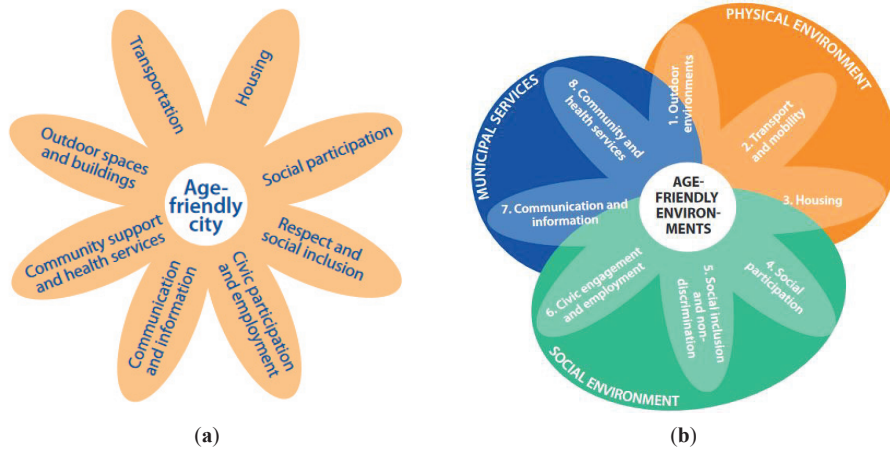 Transportation
Housing
Outdoor spaces
and buildings
Social participation
Age-
friendly
city
Community support
and health services
Respect and
social inclusion
Communication
and information
Civic participation
and employment
(a)
PHYSICAL ENVIRONMENT
MUNICIPAL SERVICES
8. Community and
health services
1. Outdoor
environments
2. Transport
and mobility
7. Communication and
information
AGE-
FRIENDLY
ENVIRON-
MENTS
3. Housing
6. Civic engagement
and employment
5. Social inclusion
and non-
discrimination
4. Social
participation
SOCIAL ENVIRONMENT
(b)